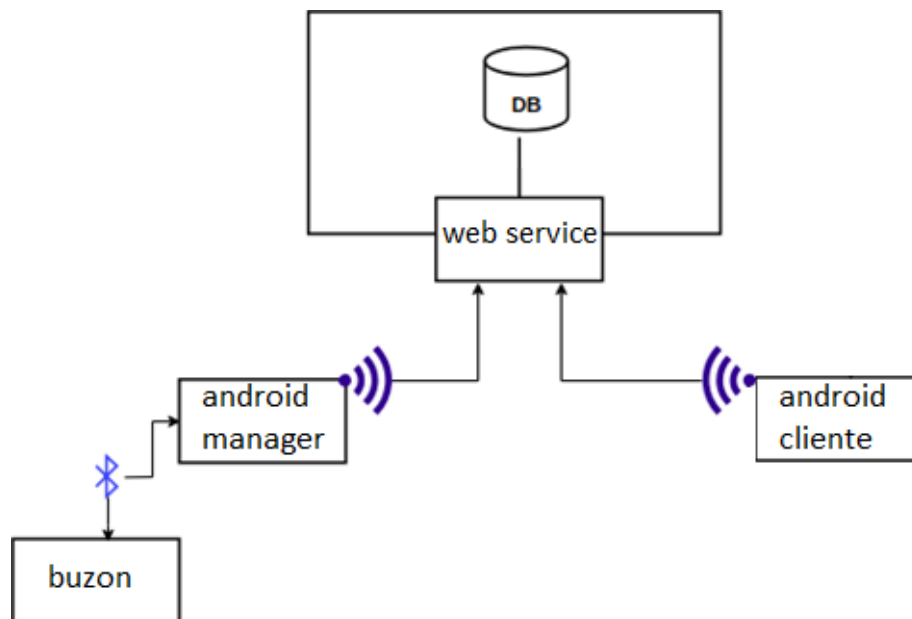 DB
web service
android
manager
android
cliente
buzon